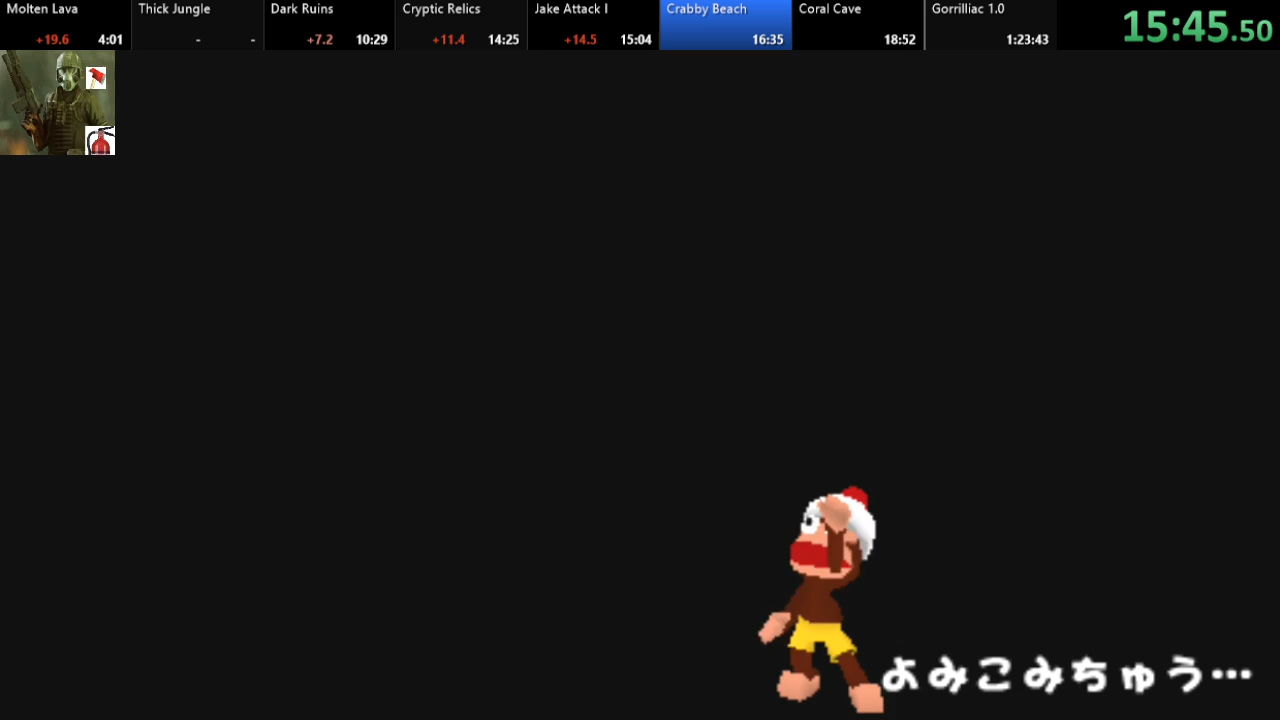 Molten Lava
+19.6 4:01
Thick Jungle
- -
Dark Ruins
+7.2 10:29
Cryptic Relics
+11.4 14:25
Jake Attack I
+14.5 15:04
Crabby Beach
16:35
Coral Cave
18:52
Gorrilliac 1.0
1:23:43
15:45.50
よみこみちゅう…